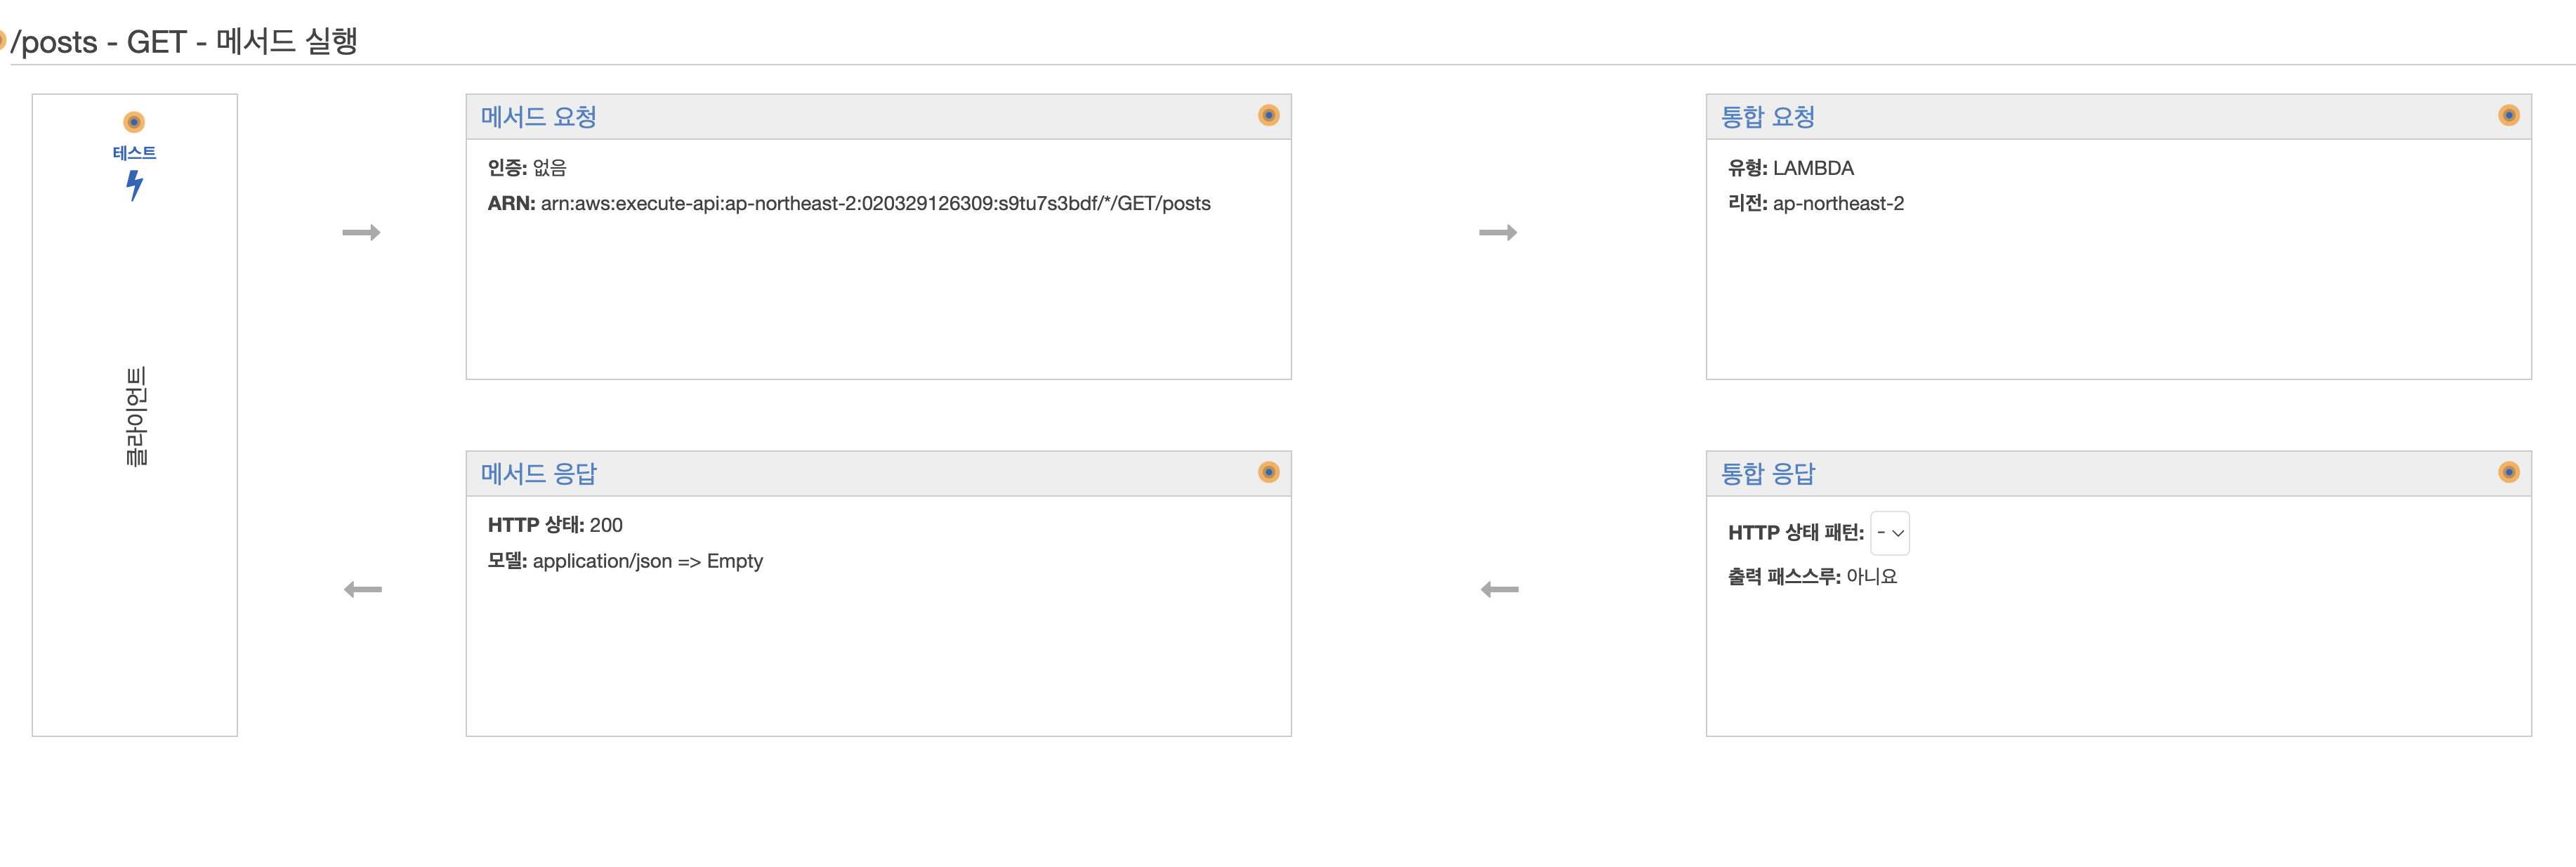 /posts - GET - 메서드 실행
테스트
클라이언트
메서드 요청
인증: 없음
ARN: arn:aws:execute-api:ap-northeast-2:020329126309:s9tu7s3bdf/*/GET/posts
통합 요청
유형: LAMBDA
리전: ap-northeast-2
메서드 응답
HTTP 상태: 200
모델: application/json => Empty
통합 응답
HTTP 상태 패턴: -
출력 패스스루: 아니요